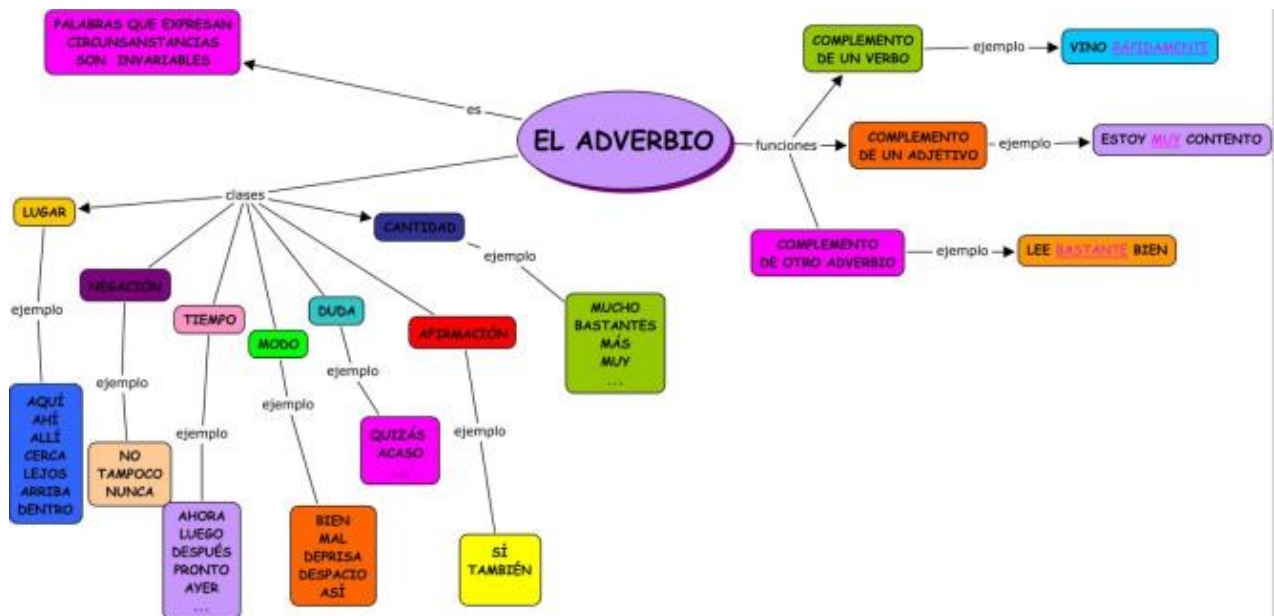 PALABRAS QUE EXPRESAN
CIRCUNSANSTANCIAS
SON INVARIABLES
es
EL ADVERBIO
funciones
COMPLEMENTO
DE UN VERBO
ejemplo
VINO RÁPIDAMENTE
COMPLEMENTO
DE UN ADJETIVO
ejemplo
ESTOY MUY CONTENTO
COMPLEMENTO
DE OTRO ADVERBIO
ejemplo
LEE BASTANTE BIEN
clases
LUGAR
ejemplo
AQUÍ
AHÍ
ALLÍ
CERCA
LEJOS
ARRIBA
DENTRO
NEGACIÓN
ejemplo
NO
TAMPOCO
NUNCA
TIEMPO
ejemplo
AHORA
LUEGO
DESPUÉS
PRONTO
AYER
...
MODO
ejemplo
BIEN
MAL
DEPRISA
DESPACIO
ASÍ
DUDA
ejemplo
QUIZÁS
ACASO
...
AFIRMACIÓN
ejemplo
SÍ
TAMBIÉN
CANTIDAD
ejemplo
MUCHO
BASTANTES
MÁS
MUY
...